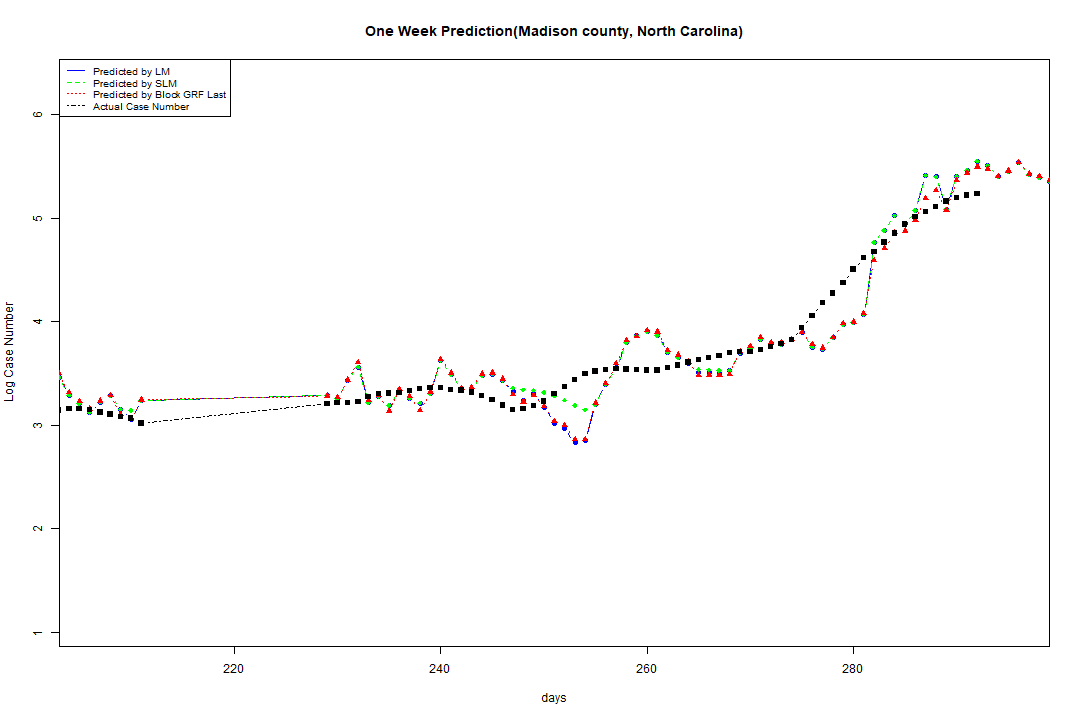 One Week Prediction(Madison county, North Carolina)
Predicted by LM
Predicted by SLM
Predicted by Block GRF Last
Actual Case Number
6
5
4
3
2
1
Log Case Number
220
240
260
280
days